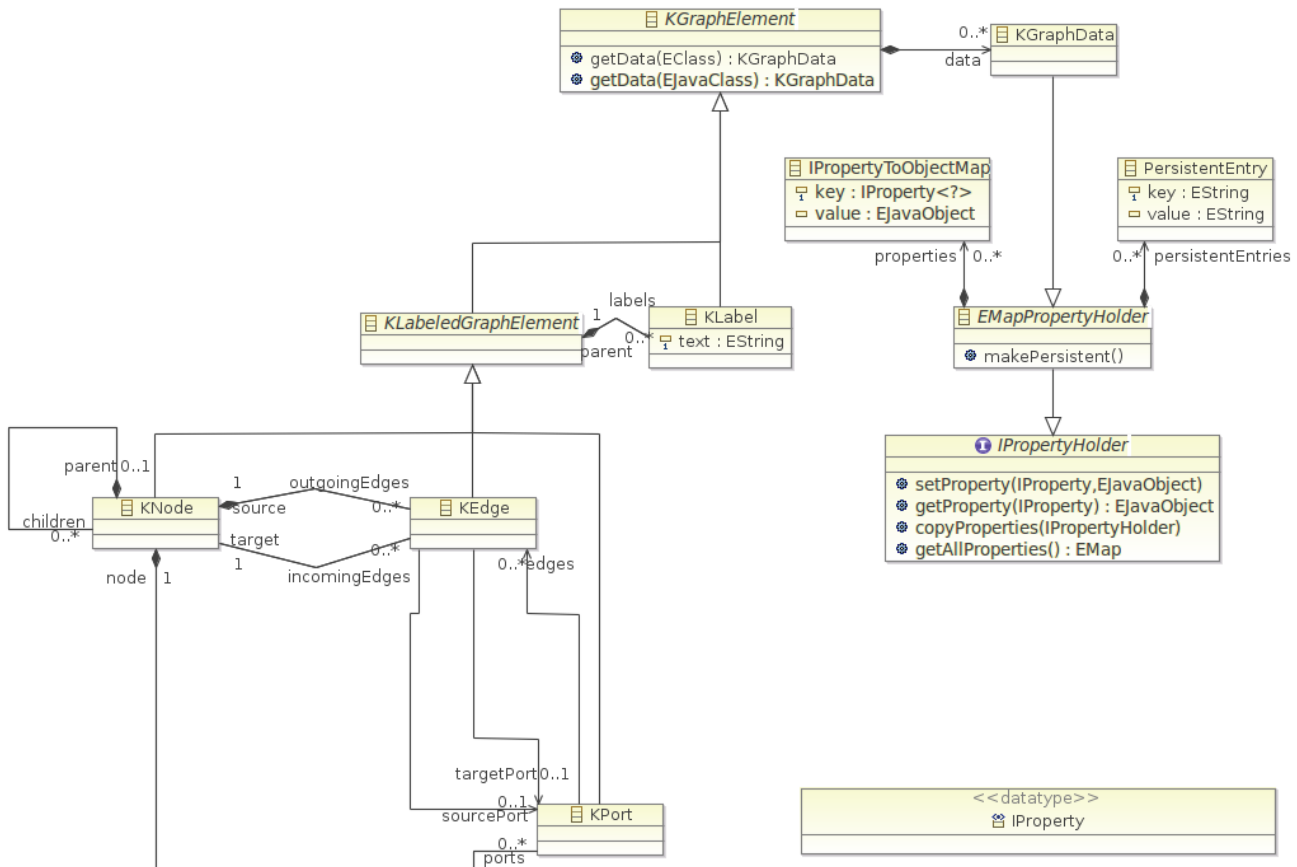 KGraphElement
getData(EClass) : KGraphData
getData(EJavaClass) : KGraphData
0..*
data
KGraphData
IPropertyToObjectMap
key : IProperty<?>
value : EJavaObject
PersistentEntry
key : EString
value : EString
properties 0..*
0..* persistentEntries
KLabeledGraphElement
labels
1
0..*
parent
KLabel
text : EString
EMapPropertyHolder
makePersistent()
IPropertyHolder
setProperty(IProperty,EJavaObject)
getProperty(IProperty) : EJavaObject
copyProperties(IPropertyHolder)
getAllProperties() : EMap
parent 0..1
children
0..*
KNode
1
source
outgoingEdges
0..*
KEdge
target
1
0..*
incomingEdges
node 1
0..* edges
targetPort 0..1
0..1
sourcePort
KPort
0..*
ports
<<datatype>>
IProperty